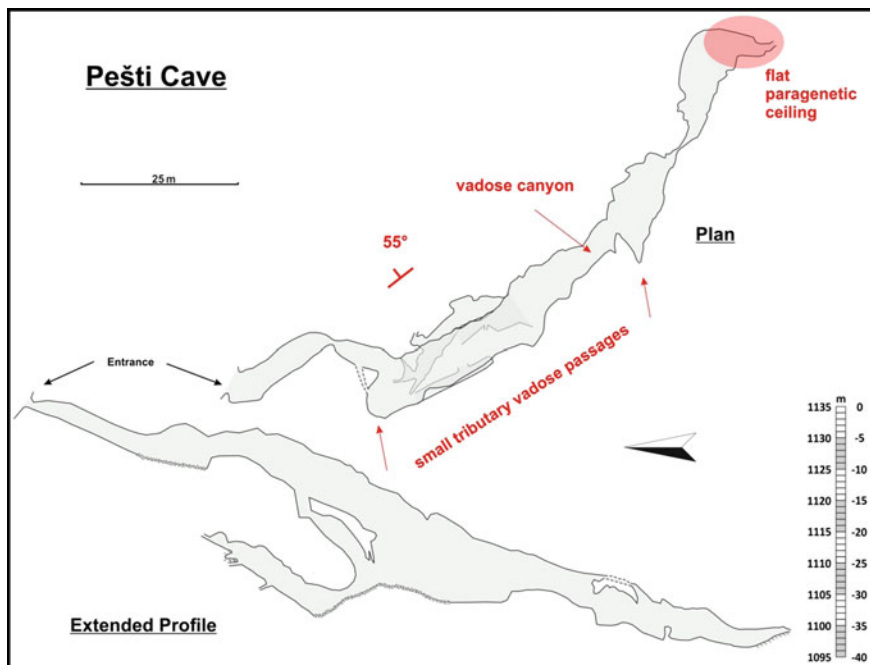 Pešti Cave
25 m
flat
paragenetic
ceiling
vadose canyon
Plan
55°
Entrance
small tributary vadose passages
Extended Profile
m
1135 0
1130 -5
1125 -10
1120 -15
1115 -20
1110 -25
1105 -30
1100 -35
1095 -40